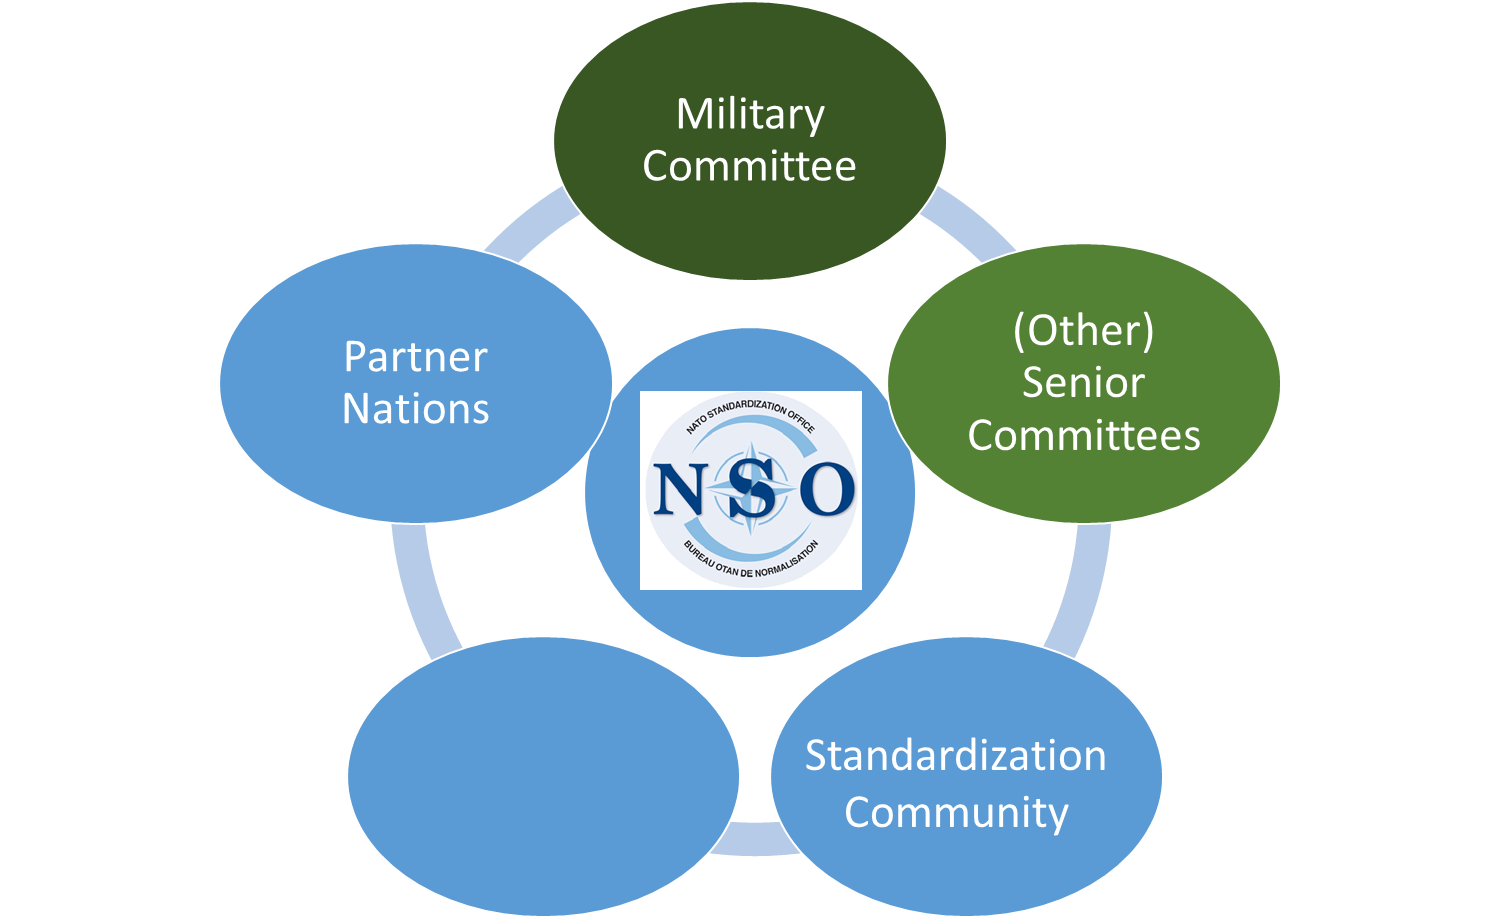 Military
Committee
(Other)
Senior
Committees
Partner
Nations
NATO STANDARDIZATION OFFICE
NSO
BUREAU OTAN DE NORMALISATION
Standardization
Community